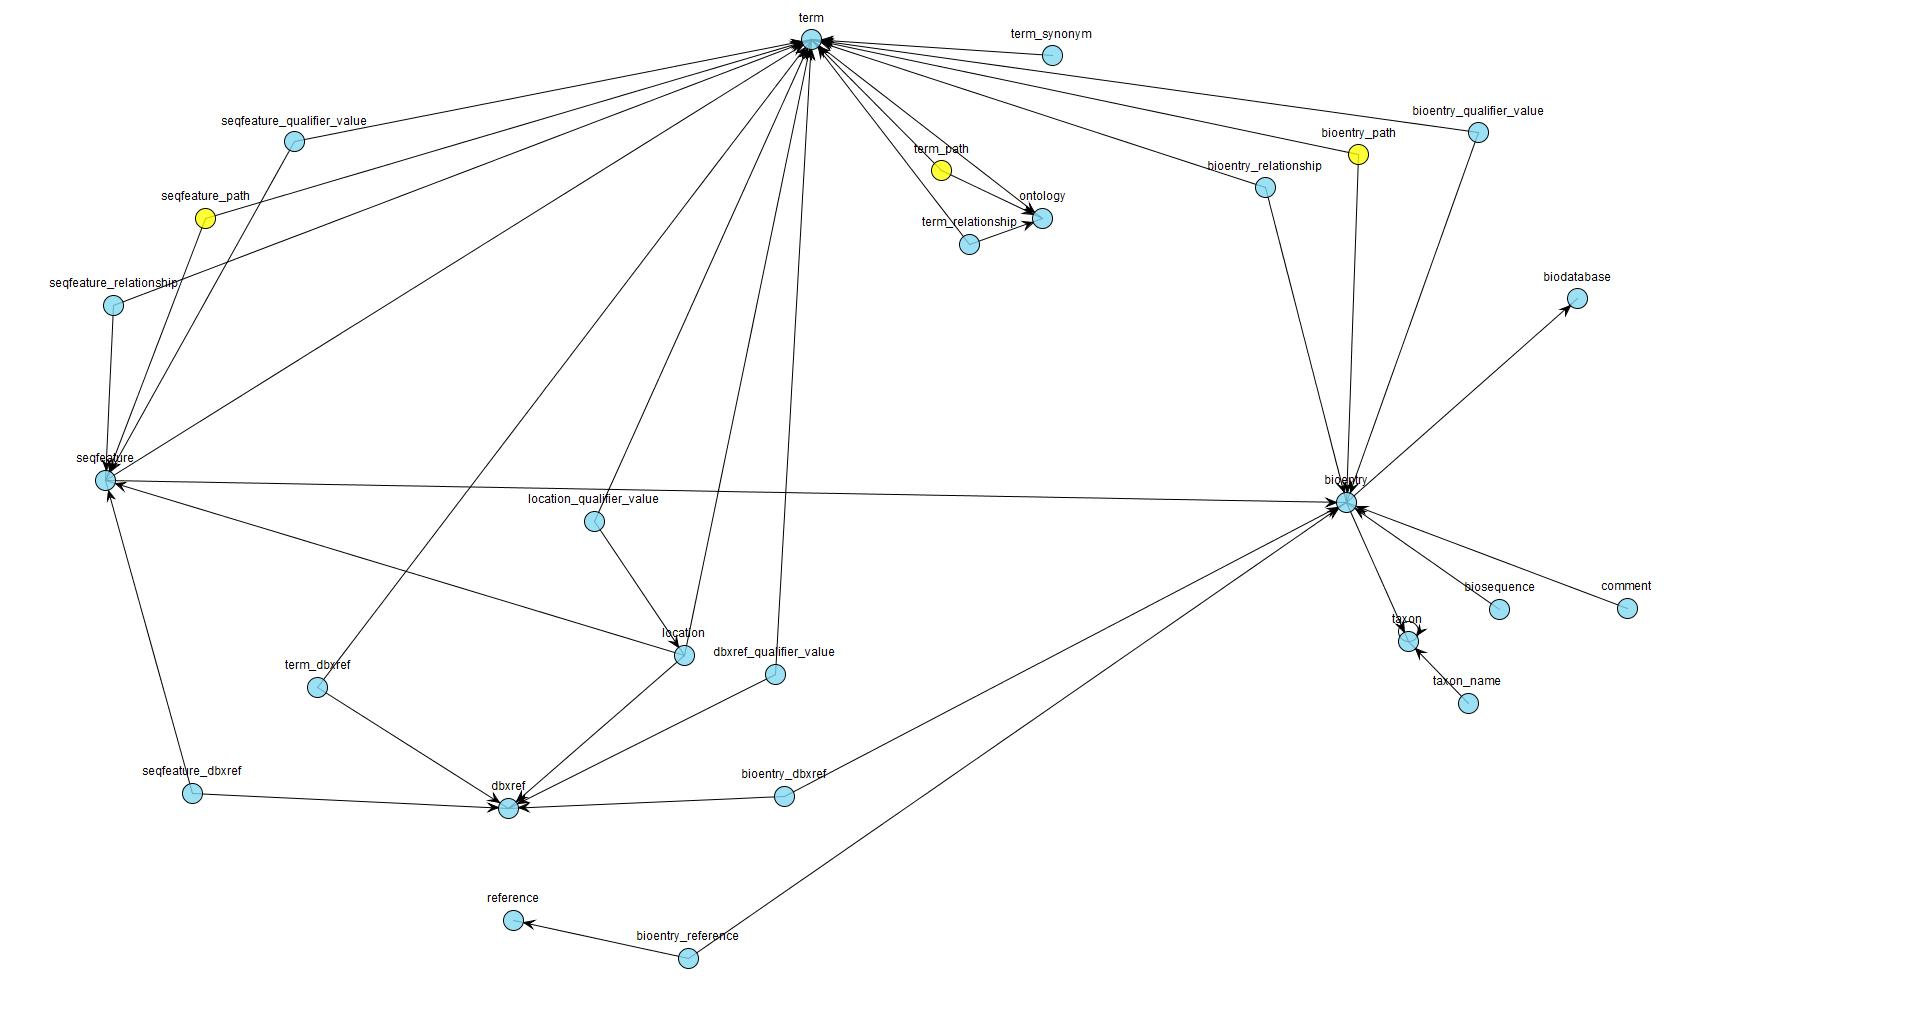 term
term_synonym
bioentry_qualifier_value
seqfeature_qualifier_value
bioentry_path
term_path
bioentry_relationship
seqfeature_path
ontology
term_relationship
biodatabase
seqfeature_relationship
seqfeature
bioentry
location_qualifier_value
comment
biosequence
taxon
location
dbxref_qualifier_value
term_dbxref
taxon_name
seqfeature_dbxref
bioentry_dbxref
dbxref
reference
bioentry_reference